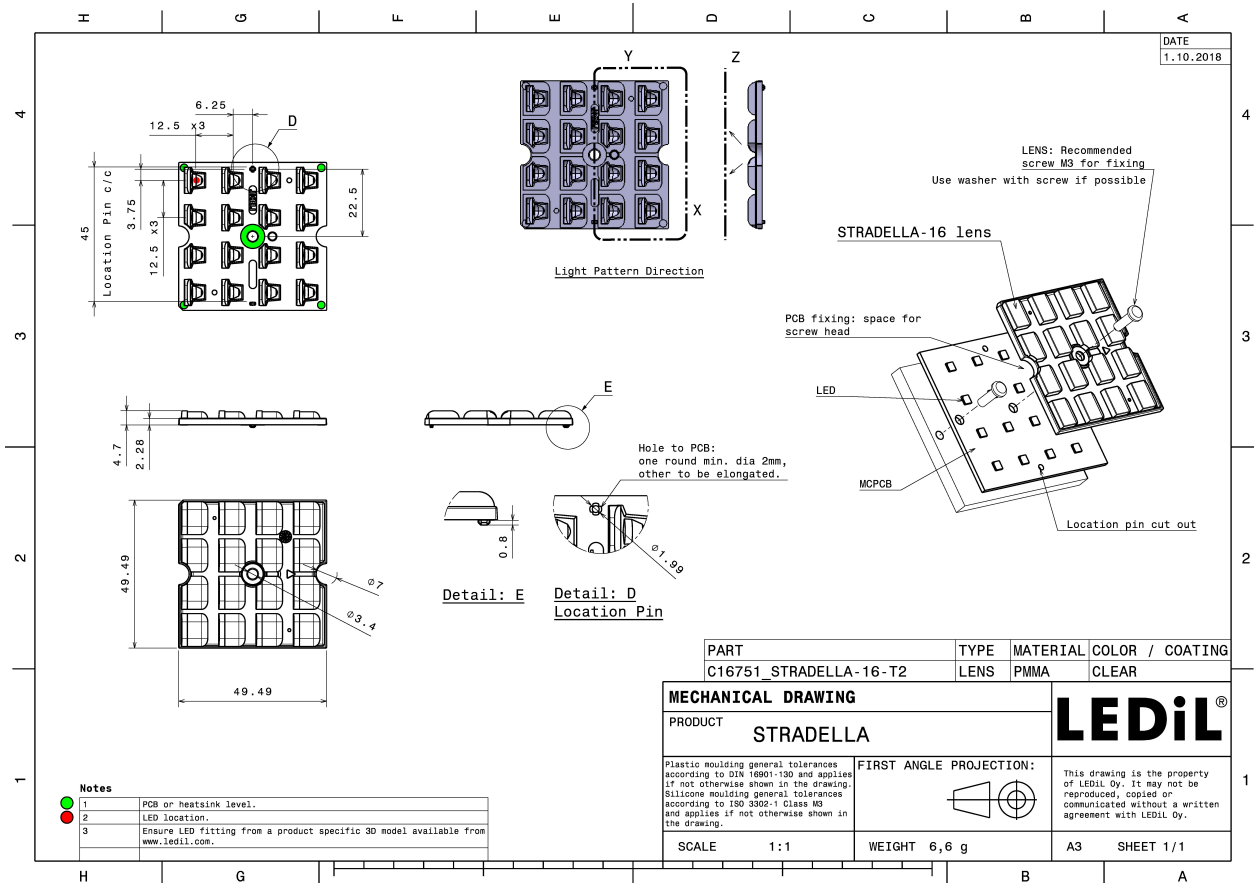 H G F E D C B A
DATE
1.10.2018
4
4
3
3
2
2
1
1
6.25
12.5 x3
D
45
Location Pin c/c
3.75
12.5 x3
22.5
Y
Z
X
Light Pattern Direction
LENS: Recommended
screw M3 for fixing
Use washer with screw if possible
STRADELLA-16 lens
PCB fixing: space for
screw head
LED
MCPCB
Location pin cut out
4.7
2.28
E
Hole to PCB:
one round min. dia 2mm,
other to be elongated.
0.8
Ø1.99
Detail: E
Detail: D
Location Pin
49.49
Ø7
Ø3.4
49.49
PART TYPE MATERIAL COLOR / COATING
C16751_STRADELLA-16-T2 LENS PMMA CLEAR
MECHANICAL DRAWING
PRODUCT
STRADELLA
LEDiL®
Plastic moulding general tolerances
according to DIN 16901-130 and applies
if not otherwise shown in the drawing.
Silicone moulding general tolerances
according to ISO 3302-1 Class M3
and applies if not otherwise shown in
the drawing.
FIRST ANGLE PROJECTION:
This drawing is the property
of LEDiL Oy. It may not be
reproduced, copied or
communicated without a written
agreement with LEDiL Oy.
SCALE 1:1 WEIGHT 6,6 g A3 SHEET 1/1
Notes
1 PCB or heatsink level.
2 LED location.
3 Ensure LED fitting from a product specific 3D model available from
www.ledil.com.
H G B A